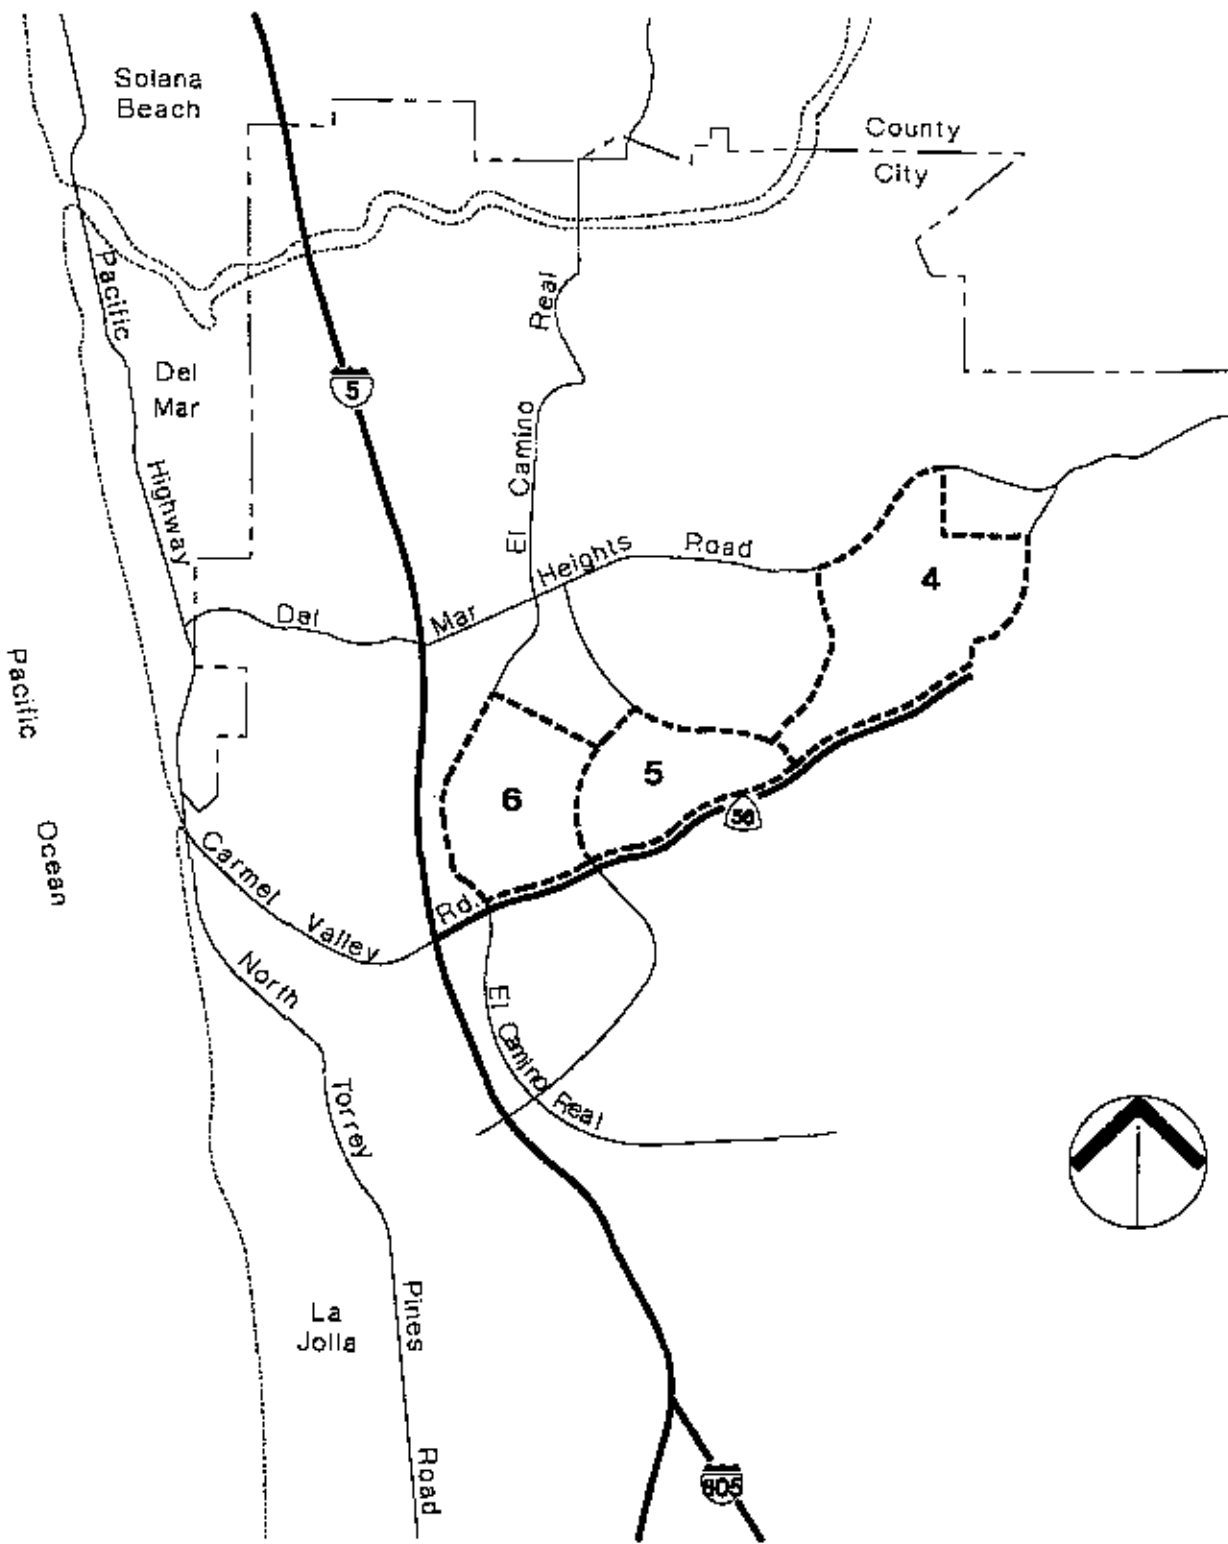 Solana
Beach
County
City
Pacific
Highway
Real
El Camino
Del
Mar
5
Del
Mar
Heights
Road
4
Pacific
Ocean
5
6
56
Carmel
Valley
Rd.
North
Torrey
Pines
Road
El Camino Real
La
Jolla
805